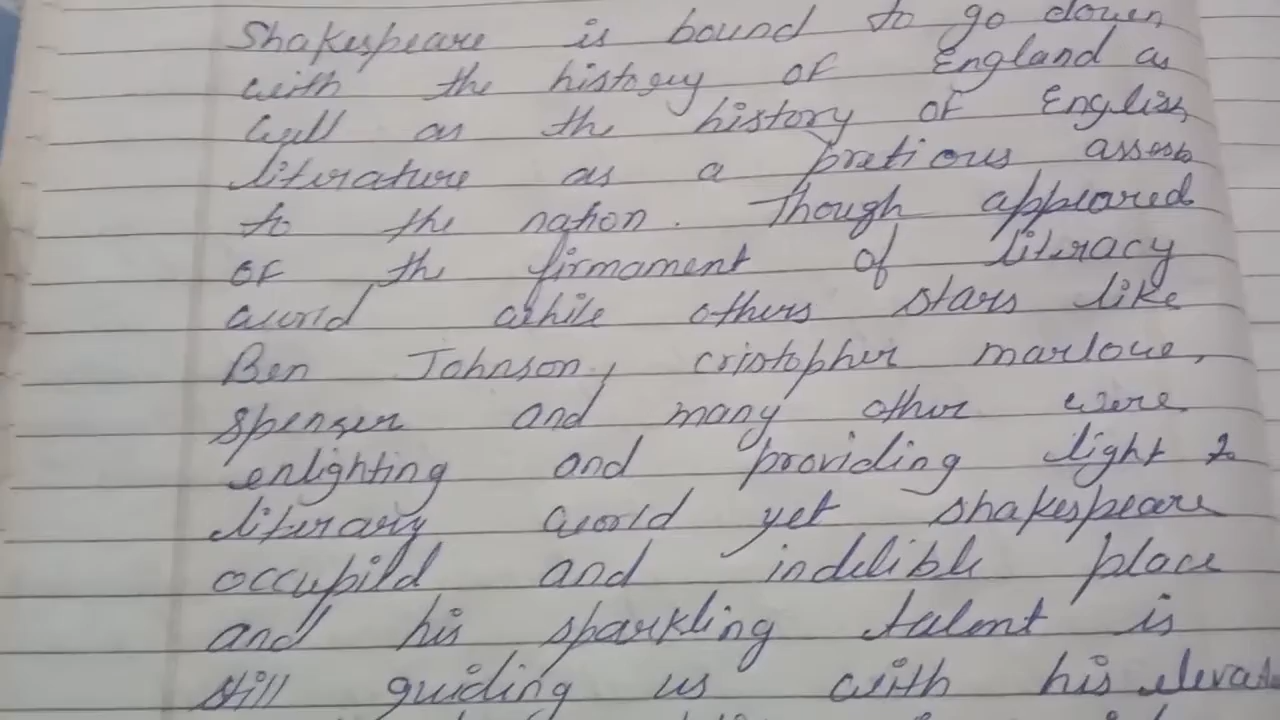 Shakespeare is bound to go down
with the history of England as
well as the history of English
literature as a pretious assest
to the nation. Though appeared
of the firmament of literacy
world while others stars like
Ben Johnson, cristopher marlowe,
spenser and many other were
enlighting and providing light to
literary world yet shakespeare
occupild and indelible place
and his sparkling talent is
still guiding us with his